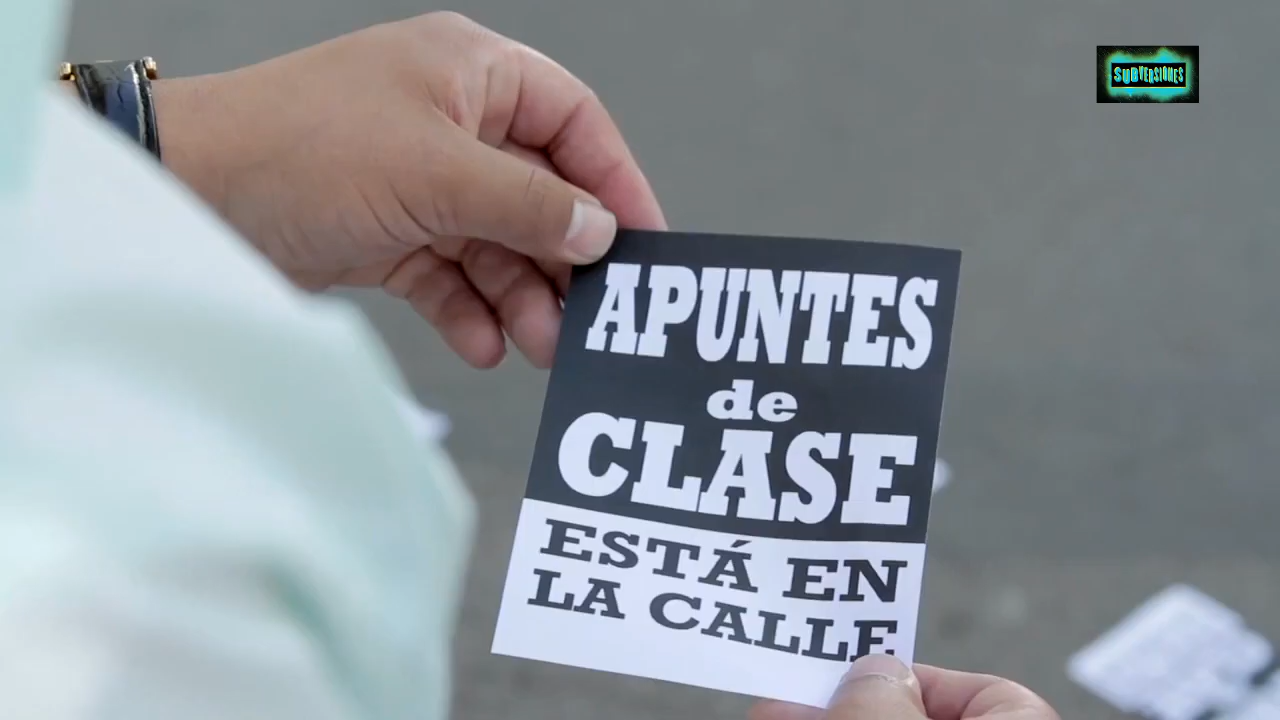 SUBVERSIONES
APUNTES
de
CLASE
ESTÁ EN
LA CALLE